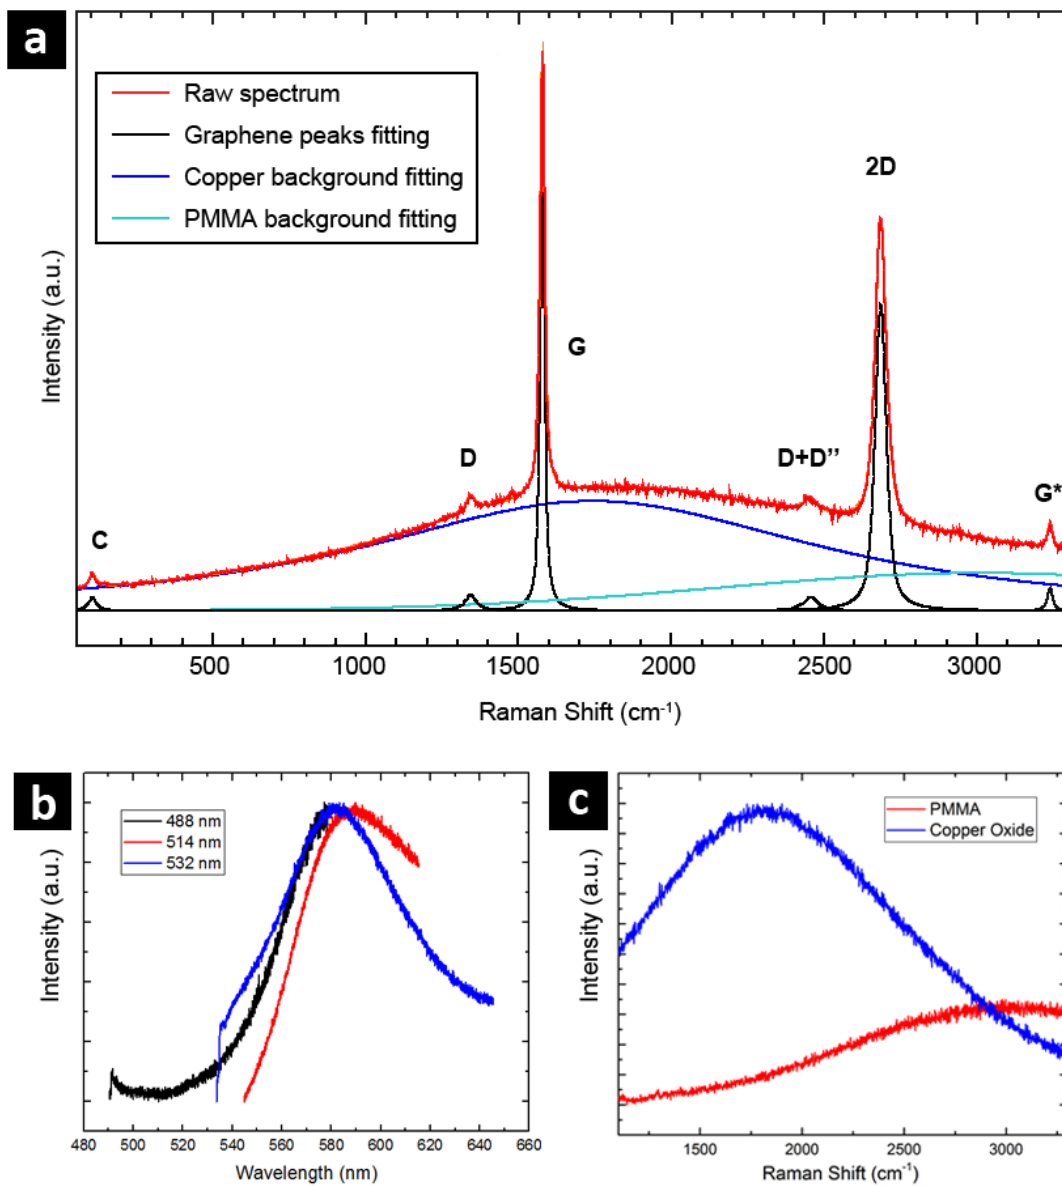 a
Raw spectrum
Graphene peaks fitting
Copper background fitting
PMMA background fitting
2D
G
D
D+D’’
G*
C
Intensity (a.u.)
500 1000 1500 2000 2500 3000
Raman Shift (cm-1)
b
488 nm
514 nm
532 nm
Intensity (a.u.)
480 500 520 540 560 580 600 620 640 660
Wavelength (nm)
c
PMMA
Copper Oxide
Intensity (a.u.)
1500 2000 2500 3000
Raman Shift (cm-1)